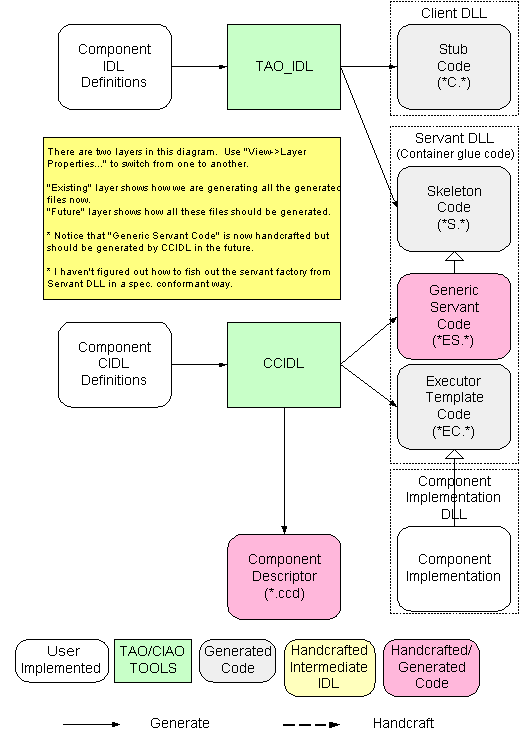 Client DLL
Component
IDL
Definitions
TAO_IDL
Stub
Code
(*C.*)
Servant DLL
(Container glue code)
There are two layers in this diagram.  Use "View->Layer
Properties..." to switch from one to another.
"Existing" layer shows how we are generating all the generated
files now.
"Future" layer shows how all these files should be generated.
* Notice that "Generic Servant Code" is now handcrafted but
should be generated by CCIDL in the future.
* I haven't figured out how to fish out the servant factory from
Servant DLL in a spec. conformant way.
Skeleton
Code
(*S.*)
Generic
Servant
Code
(*ES.*)
Component
CIDL
Definitions
CCIDL
Executor
Template
Code
(*EC.*)
Component
Implementation
DLL
Component
Implementation
Component
Descriptor
(*.ccd)
User
Implemented
TAO/CIAO
TOOLS
Generated
Code
Handcrafted
Intermediate
IDL
Handcrafted/
Generated
Code
Generate
Handcraft